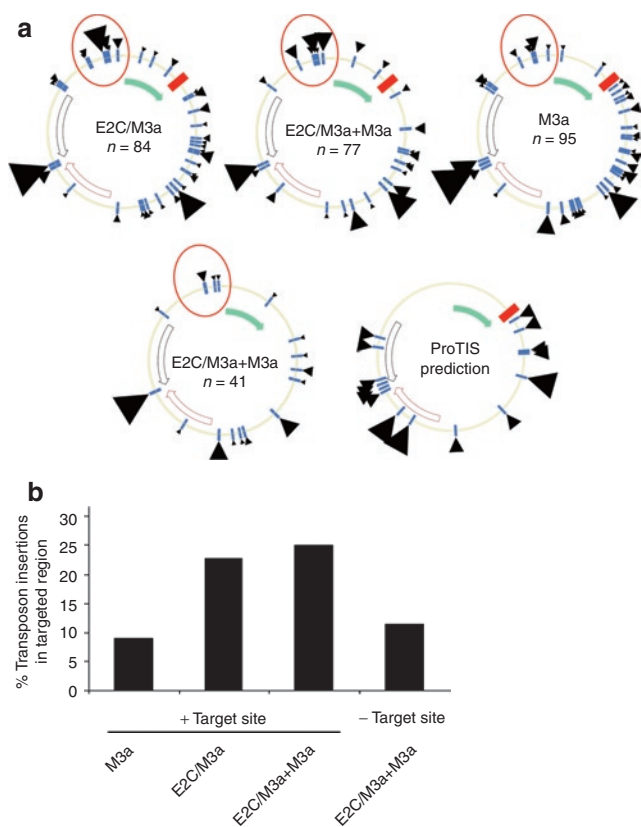 a
E2C/M3a
n = 84
E2C/M3a+M3a
n = 77
M3a
n = 95
E2C/M3a+M3a
n = 41
ProTIS
prediction
b
% Transposon insertions
in targeted region
30
25
20
15
10
5
0
+ Target site
– Target site
M3a
E2C/M3a
E2C/M3a+M3a
E2C/M3a+M3a